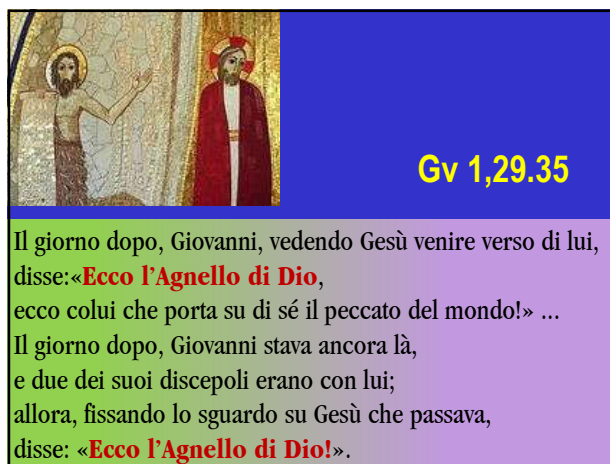 Gv 1,29.35
Il giorno dopo, Giovanni, vedendo Gesù venire verso di lui,
disse:«Ecco l’Agnello di Dio,
ecco colui che porta su di sé il peccato del mondo!» ...
Il giorno dopo, Giovanni stava ancora là,
e due dei suoi discepoli erano con lui;
allora, fissando lo sguardo su Gesù che passava,
disse: «Ecco l’Agnello di Dio!».